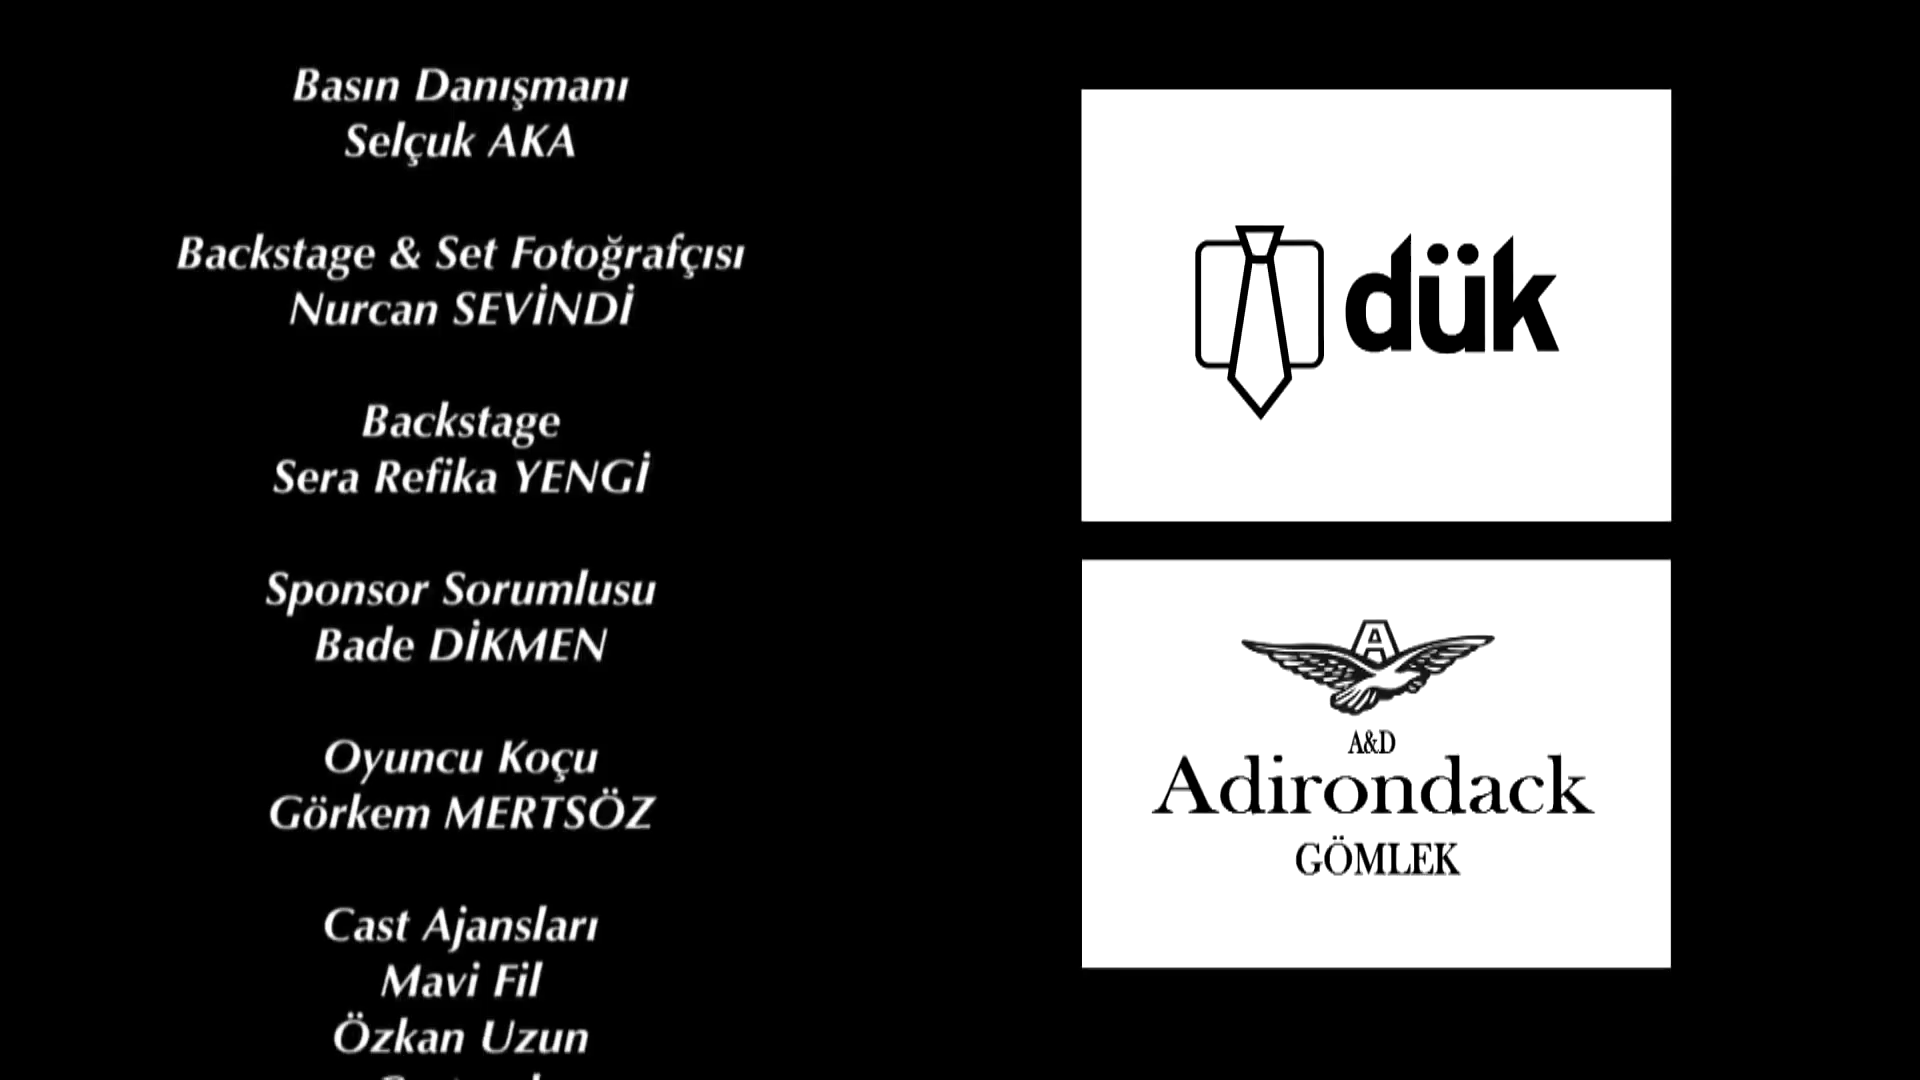 Basın Danışmanı
Selçuk AKA
Backstage & Set Fotoğrafçısı
Nurcan SEVİNDİ
Backstage
Sera Refika YENGİ
Sponsor Sorumlusu
Bade DİKMEN
Oyuncu Koçu
Görkem MERTSÖZ
Cast Ajansları
Mavi Fil
Özkan Uzun
dük
A
A&D
Adirondack
GÖMLEK